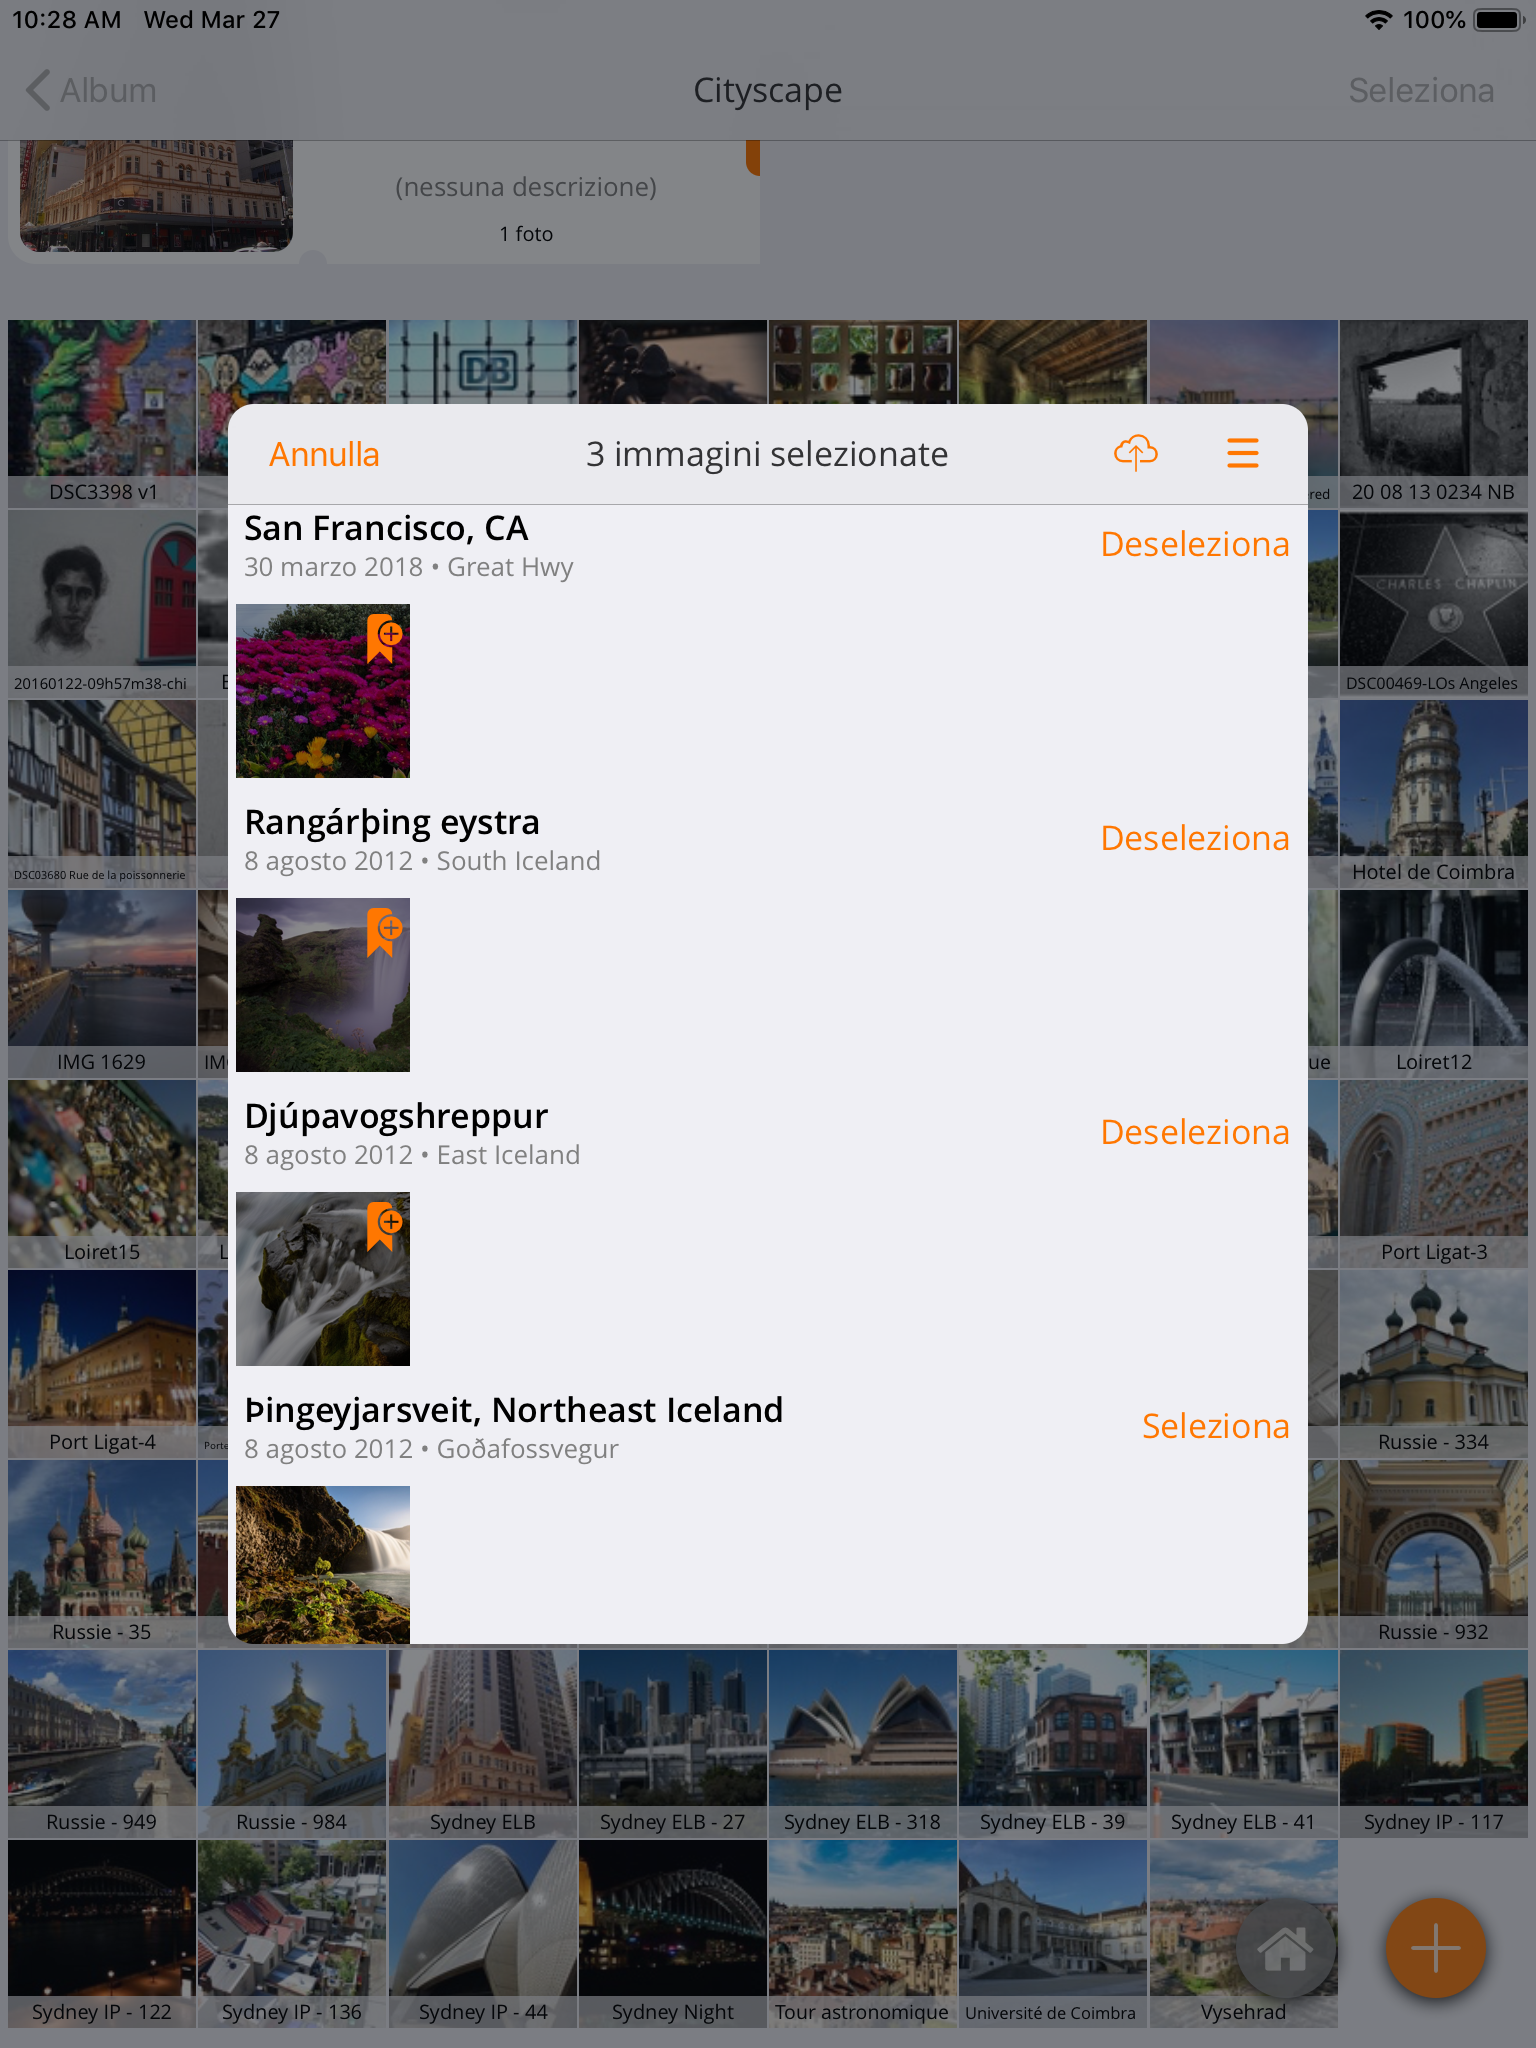 10:28 AM Wed Mar 27 100%
Album Cityscape Seleziona
(nessuna descrizione)
1 foto
DB
DSC3398 v1
20 08 13 0234 NB
Annulla 3 immagini selezionate
San Francisco, CA
30 marzo 2018 • Great Hwy
Deseleziona
CHARLES CHAPLIN
20160122-09h57m38-chi
DSC00469-LOs Angeles
Rangárþing eystra
8 agosto 2012 • South Iceland
Deseleziona
DSC03680 Rue de la poissonnerie
Hotel de Coimbra
IMG 1629
Loiret12
Djúpavogshreppur
8 agosto 2012 • East Iceland
Deseleziona
Loiret15
Port Ligat-3
Þingeyjarsveit, Northeast Iceland
8 agosto 2012 • Goðafossvegur
Seleziona
Port Ligat-4
Russie - 334
Russie - 35
Russie - 932
Russie - 949 Russie - 984 Sydney ELB Sydney ELB - 27 Sydney ELB - 318 Sydney ELB - 39 Sydney ELB - 41 Sydney IP - 117
Sydney IP - 122 Sydney IP - 136 Sydney IP - 44 Sydney Night Tour astronomique Université de Coimbra Vysehrad